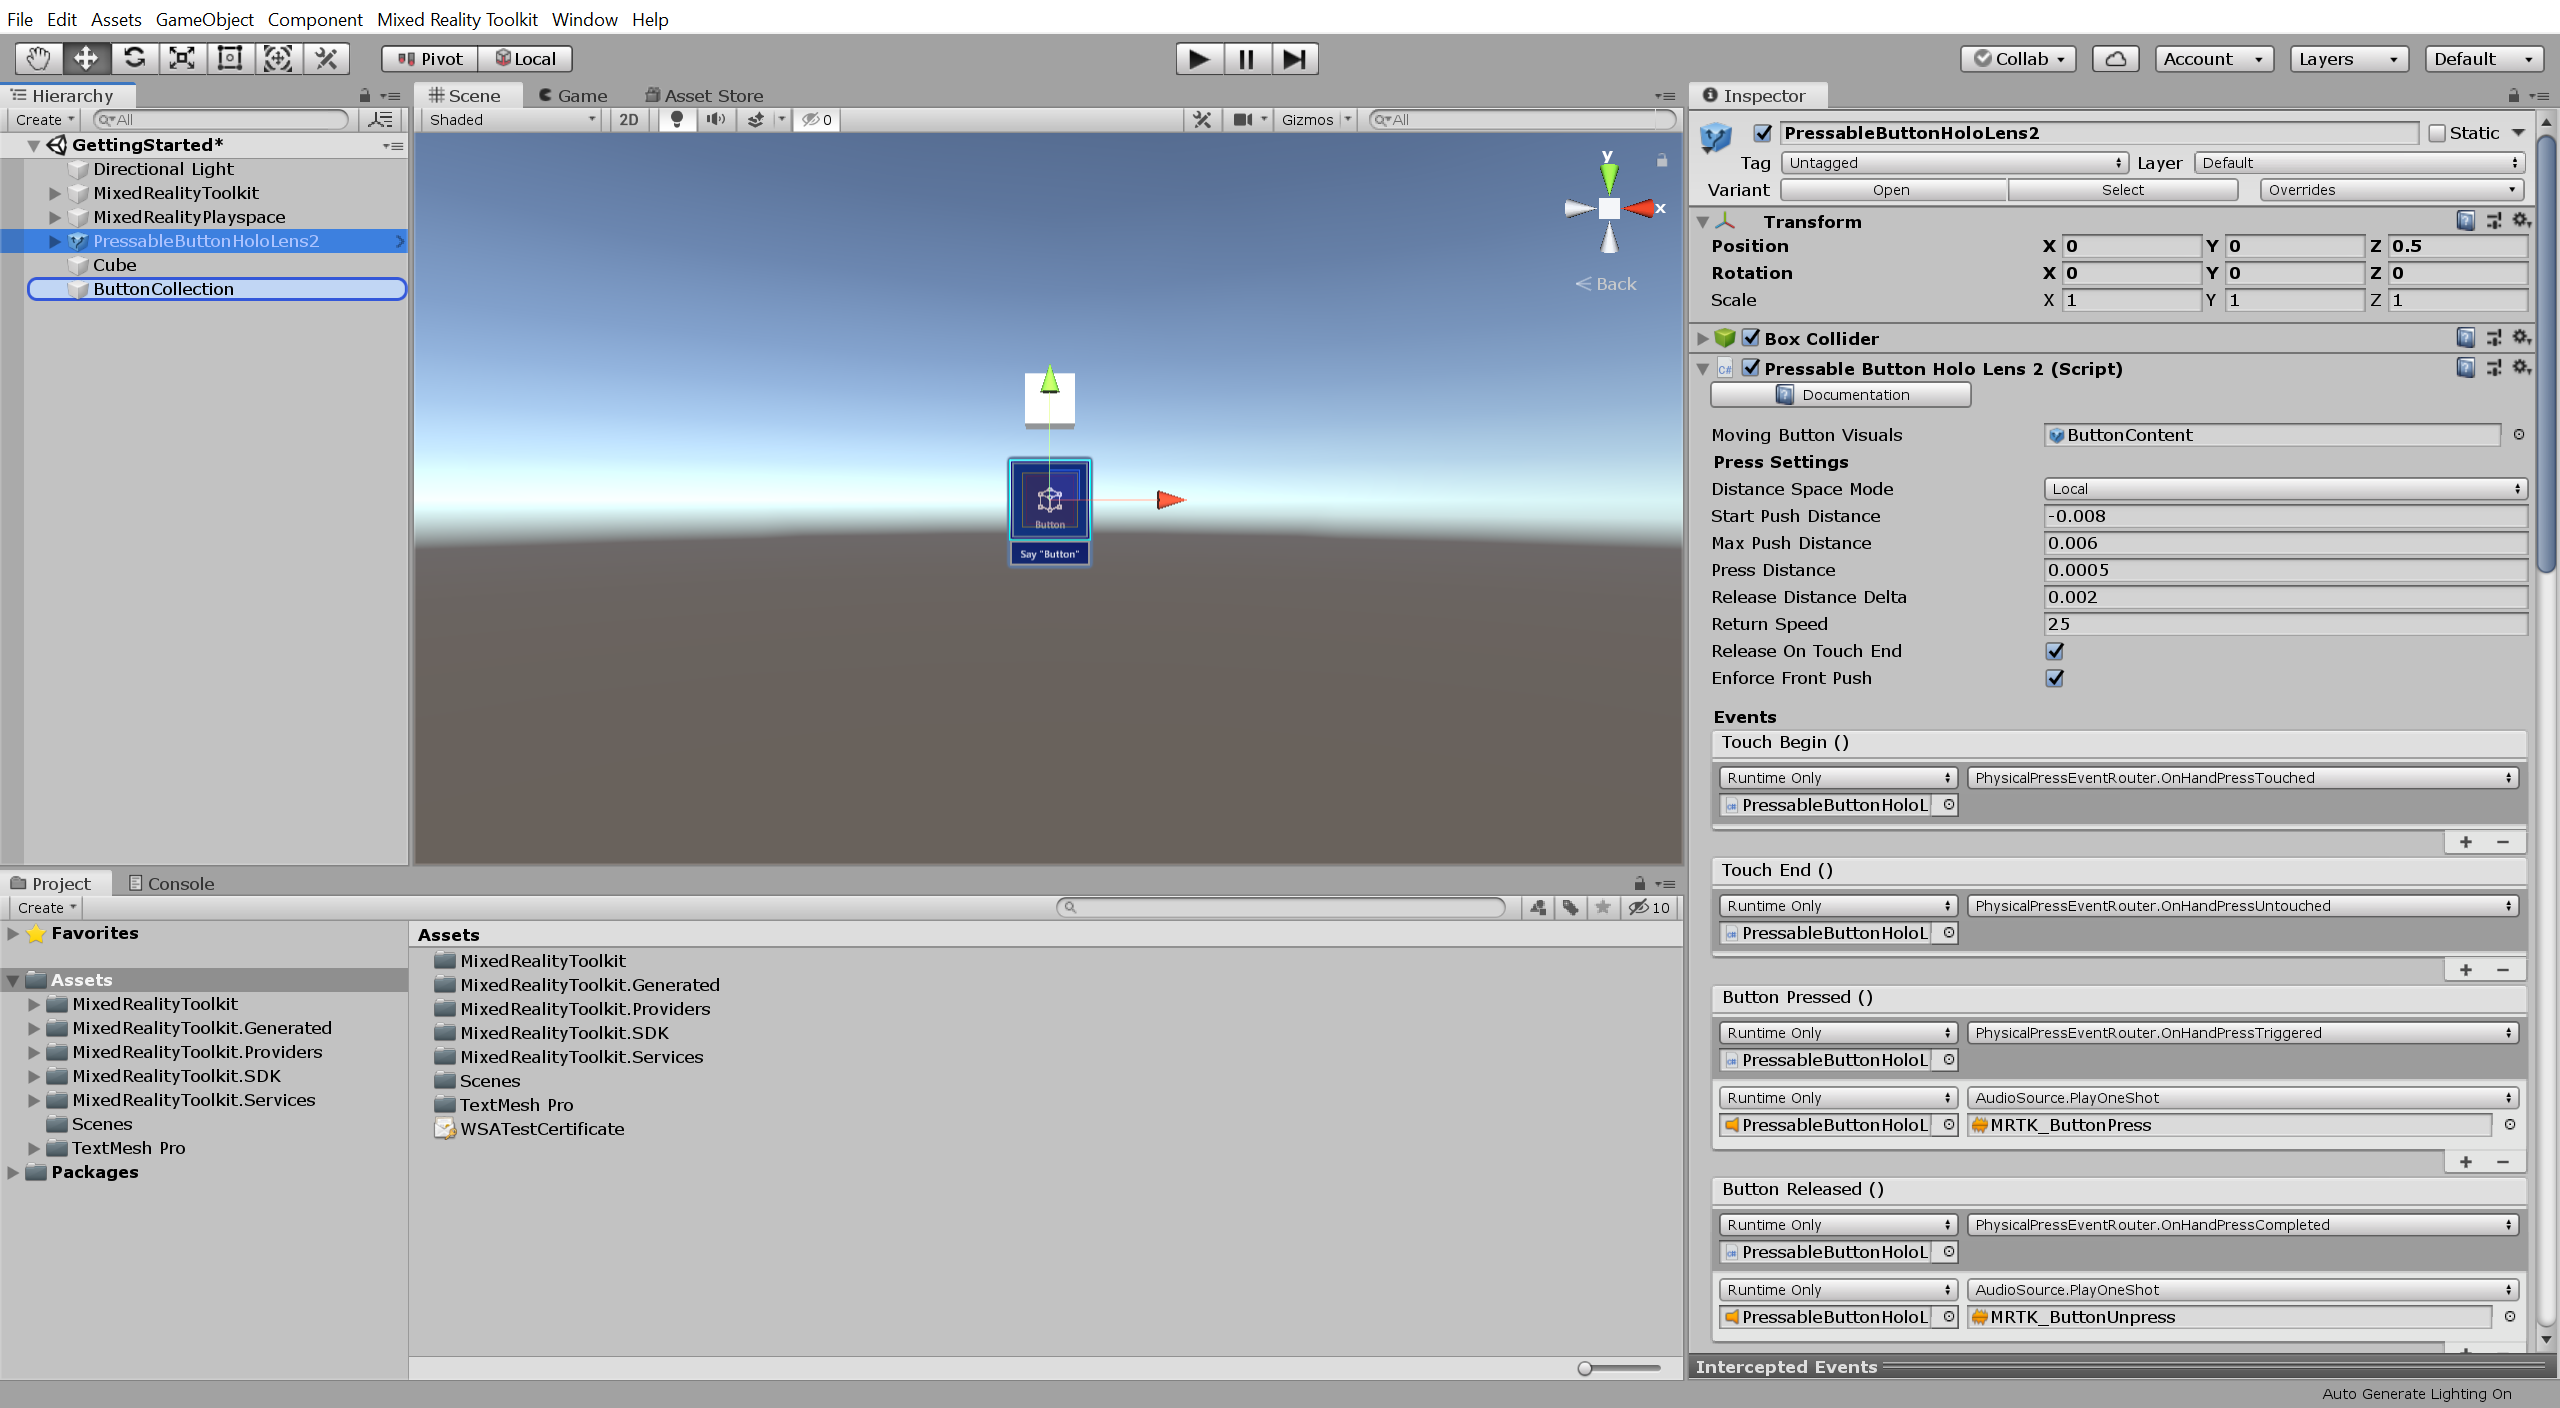 File Edit Assets GameObject Component Mixed Reality Toolkit Window Help
Pivot Local
Collab Account Layers Default
Hierarchy
Create All
GettingStarted*
Directional Light
MixedRealityToolkit
MixedRealityPlayspace
PressableButtonHoloLens2
Cube
ButtonCollection
Scene Game Asset Store
Shaded 2D 0 Gizmos All
y
x
Back
Button
Say "Button"
Project Console
Create 10
Favorites
Assets
MixedRealityToolkit
MixedRealityToolkit.Generated
MixedRealityToolkit.Providers
MixedRealityToolkit.SDK
MixedRealityToolkit.Services
Scenes
TextMesh Pro
Packages
Assets
MixedRealityToolkit
MixedRealityToolkit.Generated
MixedRealityToolkit.Providers
MixedRealityToolkit.SDK
MixedRealityToolkit.Services
Scenes
TextMesh Pro
WSATestCertificate
Inspector
PressableButtonHoloLens2 Static
Tag Untagged Layer Default
Variant Open Select Overrides
Transform
Position X 0 Y 0 Z 0.5
Rotation X 0 Y 0 Z 0
Scale X 1 Y 1 Z 1
Box Collider
C# Pressable Button Holo Lens 2 (Script)
Documentation
Moving Button Visuals ButtonContent
Press Settings
Distance Space Mode Local
Start Push Distance -0.008
Max Push Distance 0.006
Press Distance 0.0005
Release Distance Delta 0.002
Return Speed 25
Release On Touch End
Enforce Front Push
Events
Touch Begin ()
Runtime Only PhysicalPressEventRouter.OnHandPressTouched
PressableButtonHoloL
+ −
Touch End ()
Runtime Only PhysicalPressEventRouter.OnHandPressUntouched
PressableButtonHoloL
+ −
Button Pressed ()
Runtime Only PhysicalPressEventRouter.OnHandPressTriggered
PressableButtonHoloL
Runtime Only AudioSource.PlayOneShot
PressableButtonHoloL MRTK_ButtonPress
+ −
Button Released ()
Runtime Only PhysicalPressEventRouter.OnHandPressCompleted
PressableButtonHoloL
Runtime Only AudioSource.PlayOneShot
PressableButtonHoloL MRTK_ButtonUnpress
Intercepted Events
Auto Generate Lighting On